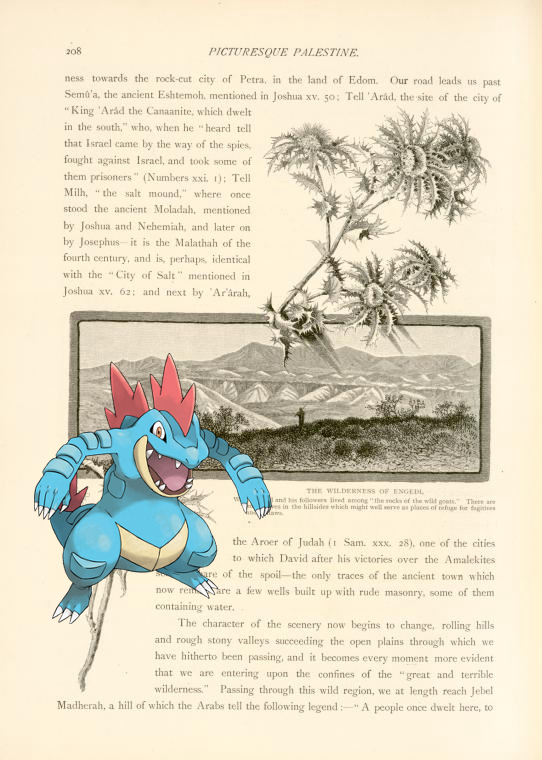 208
PICTURESQUE PALESTINE.
ness towards the rock-cut city of Petra, in the land of Edom. Our road leads us past
Semû'a, the ancient Eshtemoh, mentioned in Joshua xv. 50; Tell 'Arâd, the site of the city of
"King 'Arâd the Canaanite, which dwelt
in the south," who, when he "heard tell
that Israel came by the way of the spies,
fought against Israel, and took some of
them prisoners" (Numbers xxi. 1); Tell
Milh, "the salt mound," where once
stood the ancient Moladah, mentioned
by Joshua and Nehemiah, and later on
by Josephus—it is the Malathah of the
fourth century, and is, perhaps, identical
with the "City of Salt" mentioned in
Joshua xv. 62; and next by 'Ar'ârah,
THE WILDERNESS OF ENGEDI,
and his followers lived among "the rocks of the wild goats." There are
in the hillsides which might well serve as places of refuge for fugitives
the Aroer of Judah (1 Sam. xxx. 28), one of the cities
to which David after his victories over the Amalekites
of the spoil—the only traces of the ancient town which
now are a few wells built up with rude masonry, some of them
containing water.
The character of the scenery now begins to change, rolling hills
and rough stony valleys succeeding the open plains through which we
have hitherto been passing, and it becomes every moment more evident
that we are entering upon the confines of the "great and terrible
wilderness." Passing through this wild region, we at length reach Jebel
Madherah, a hill of which the Arabs tell the following legend:—"A people once dwelt here, to